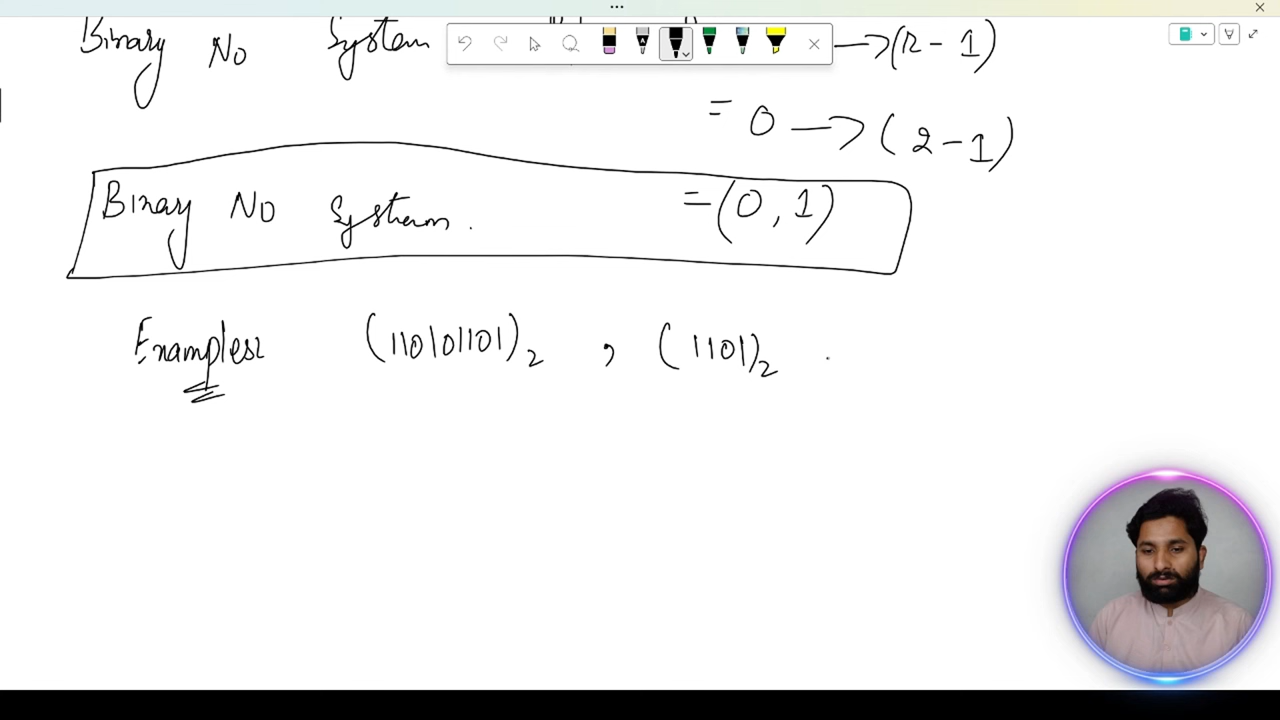 Binary No System →(r - 1)
= 0 → (2 - 1)
Binary No System. = (0, 1)
Examples: (110101101)₂ , (1101)₂ .